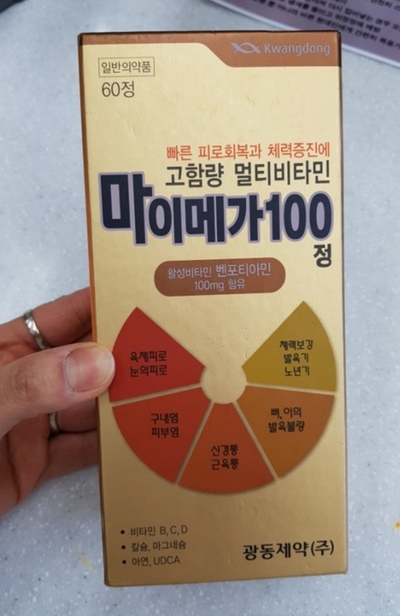 Kwangdong
일반의약품
60정
빠른 피로회복과 체력증진에
고함량 멀티비타민
마이메가100
정
활성비타민 벤포티아민
100mg 함유
육체피로
눈의피로
구내염
피부염
신경통
근육통
뼈, 이의
발육불량
체력보강
발육기
노년기
• 비타민 B, C, D
• 칼슘, 마그네슘
• 아연, UDCA
광동제약(주)